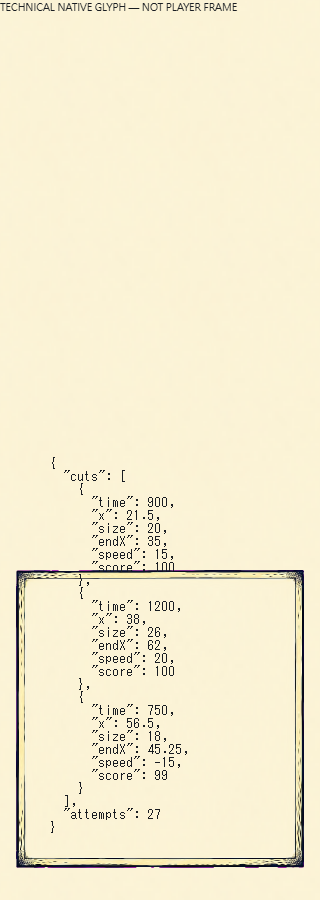 TECHNICAL NATIVE GLYPH — NOT PLAYER FRAME
{
  "cuts": [
    {
      "time": 900,
      "x": 21.5,
      "size": 20,
      "endX": 35,
      "speed": 15,
      "score": 100
    },
    {
      "time": 1200,
      "x": 38,
      "size": 26,
      "endX": 62,
      "speed": 20,
      "score": 100
    },
    {
      "time": 750,
      "x": 56.5,
      "size": 18,
      "endX": 45.25,
      "speed": -15,
      "score": 99
    }
  ],
  "attempts": 27
}